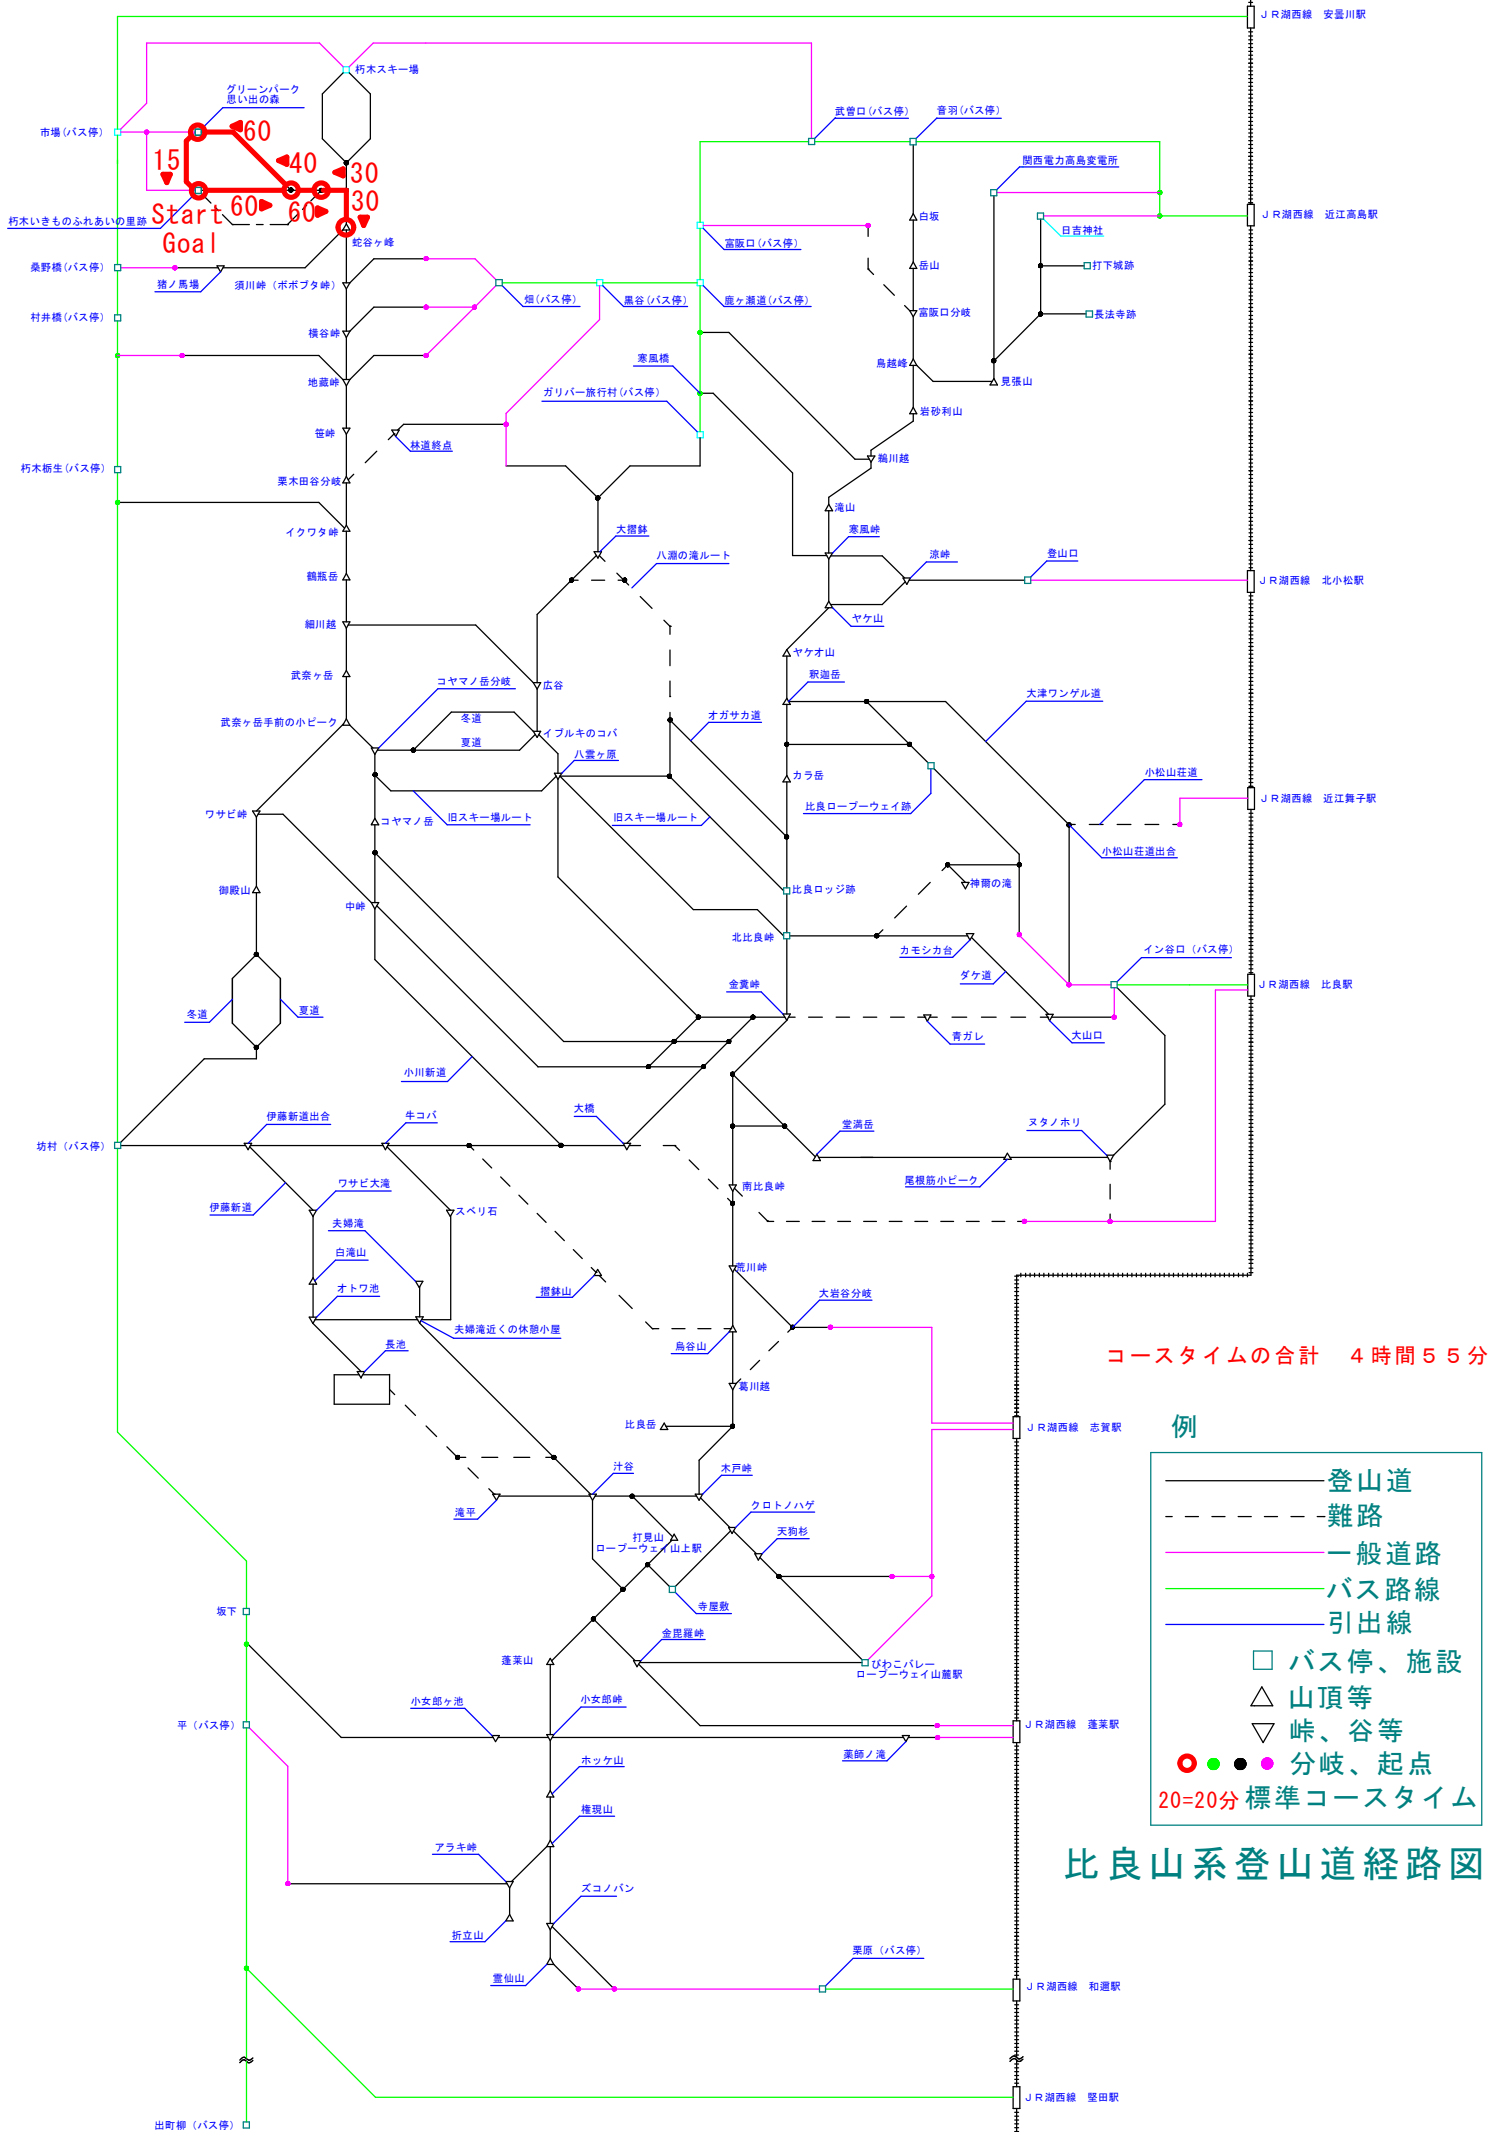 JR湖西線 安曇川駅
朽木スキー場
グリーンパーク
思い出の森
市場(バス停)
武曽口(バス停)
音羽(バス停)
関西電力高島変電所
60
15
40
30
30
60
60
Start
Goal
朽木いきものふれあいの里跡
白坂
JR湖西線 近江高島駅
日吉神社
富阪口(バス停)
蛇谷ヶ峰
桑野橋(バス停)
猪ノ馬場
須川峠(ボボブタ峠)
畑(バス停)
黒谷(バス停)
鹿ヶ瀬道(バス停)
岳山
打下城跡
村井橋(バス停)
横谷峠
富阪口分岐
長法寺跡
寒風橋
鳥越峰
見張山
地蔵峠
ガリバー旅行村(バス停)
岩砂利山
笹峠
林道終点
鵜川越
朽木栃生(バス停)
栗木田谷分岐
滝山
イクワタ峠
大摺鉢
寒風峠
八淵の滝ルート
涼峠
登山口
JR湖西線 北小松駅
鶴瓶岳
細川越
ヤケ山
ヤケオ山
武奈ヶ岳
コヤマノ岳分岐
広谷
釈迦岳
大津ワンゲル道
武奈ヶ岳手前の小ピーク
冬道
夏道
イブルキのコバ
オガサカ道
八雲ヶ原
カラ岳
小松山荘道
JR湖西線 近江舞子駅
ワサビ峠
コヤマノ岳
旧スキー場ルート
旧スキー場ルート
比良ロープーウェイ跡
小松山荘道出合
御殿山
比良ロッジ跡
神爾の滝
中峠
北比良峠
カモシカ台
イン谷口(バス停)
ダケ道
金糞峠
JR湖西線 比良駅
冬道
夏道
青ガレ
大山口
小川新道
坊村(バス停)
伊藤新道出合
牛コバ
大橋
堂満岳
ヌタノホリ
尾根筋小ピーク
伊藤新道
ワサビ大滝
スベリ石
南比良峠
夫婦滝
白滝山
オトワ池
摺鉢山
荒川峠
大岩谷分岐
夫婦滝近くの休憩小屋
長池
烏谷山
コースタイムの合計 4時間55分
葛川越
比良岳
JR湖西線 志賀駅
例
登山道
難路
一般道路
バス路線
引出線
バス停、施設
山頂等
峠、谷等
分岐、起点
20=20分 標準コースタイム
汁谷
木戸峠
滝平
クロトノハゲ
打見山
ロープーウェイ山上駅
天狗杉
坂下
寺屋敷
金毘羅峠
蓬莱山
びわこバレー
ロープーウェイ山麓駅
小女郎ヶ池
小女郎峠
平(バス停)
JR湖西線 蓬莱駅
薬師ノ滝
ホッケ山
権現山
アラキ峠
比良山系登山道経路図
ズコノバン
折立山
霊仙山
栗原(バス停)
JR湖西線 和邇駅
JR湖西線 堅田駅
出町柳(バス停)